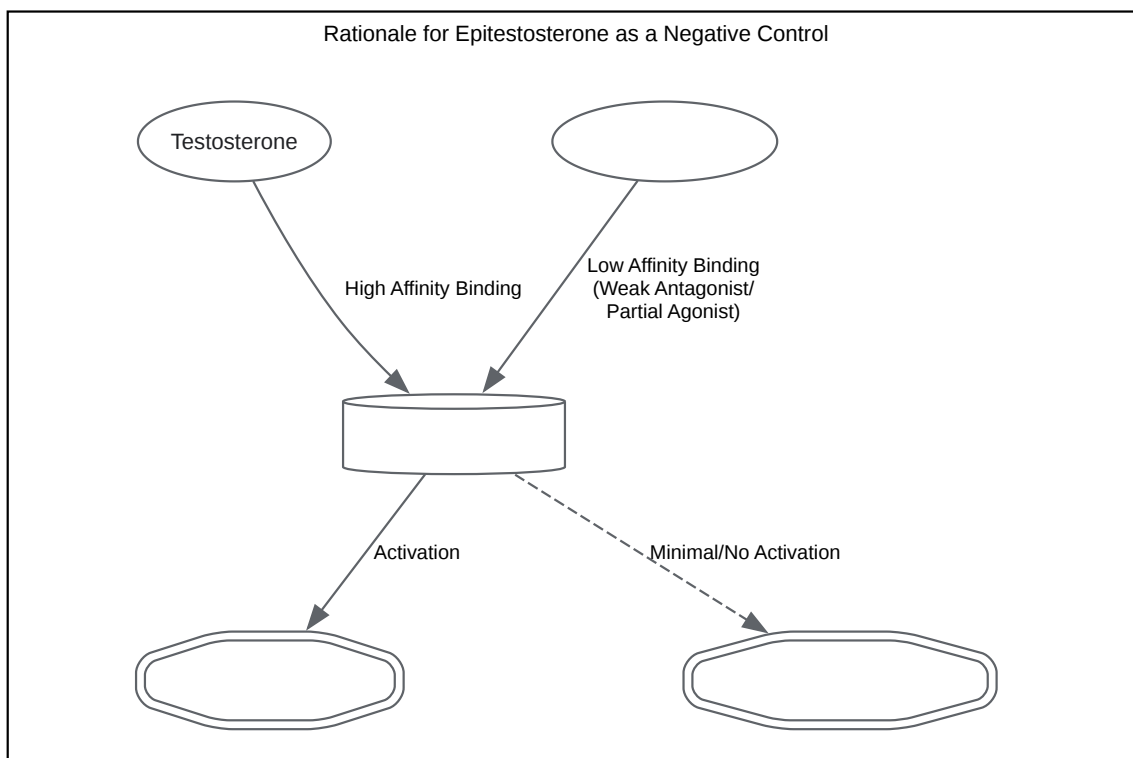 Rationale for Epitestosterone as a Negative Control
Testosterone
High Affinity Binding
Low Affinity Binding
(Weak Antagonist/
Partial Agonist)
Activation
Minimal/No Activation